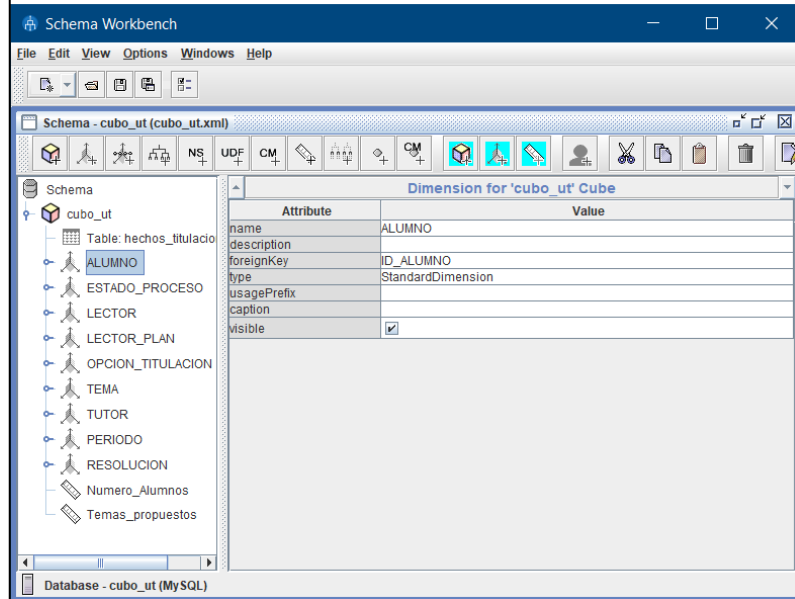 Schema Workbench
File Edit View Options Windows Help
Schema - cubo_ut (cubo_ut.xml)
NS UDF CM CM
Schema
Dimension for 'cubo_ut' Cube
cubo_ut
Attribute Value
Table: hechos_titulacio
name ALUMNO
description
ALUMNO
foreignKey ID_ALUMNO
type StandardDimension
ESTADO_PROCESO
usagePrefix
LECTOR
caption
visible
LECTOR_PLAN
OPCION_TITULACION
TEMA
TUTOR
PERIODO
RESOLUCION
Numero_Alumnos
Temas_propuestos
Database - cubo_ut (MySQL)